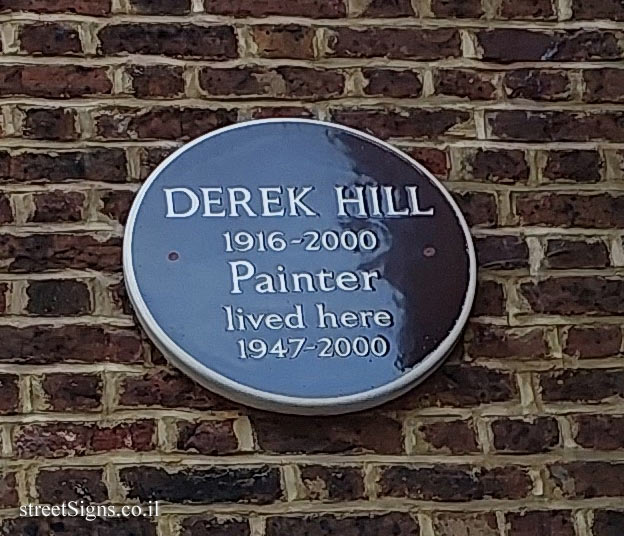 DEREK HILL
1916-2000
Painter
lived here
1947-2000
streetSigns.co.il